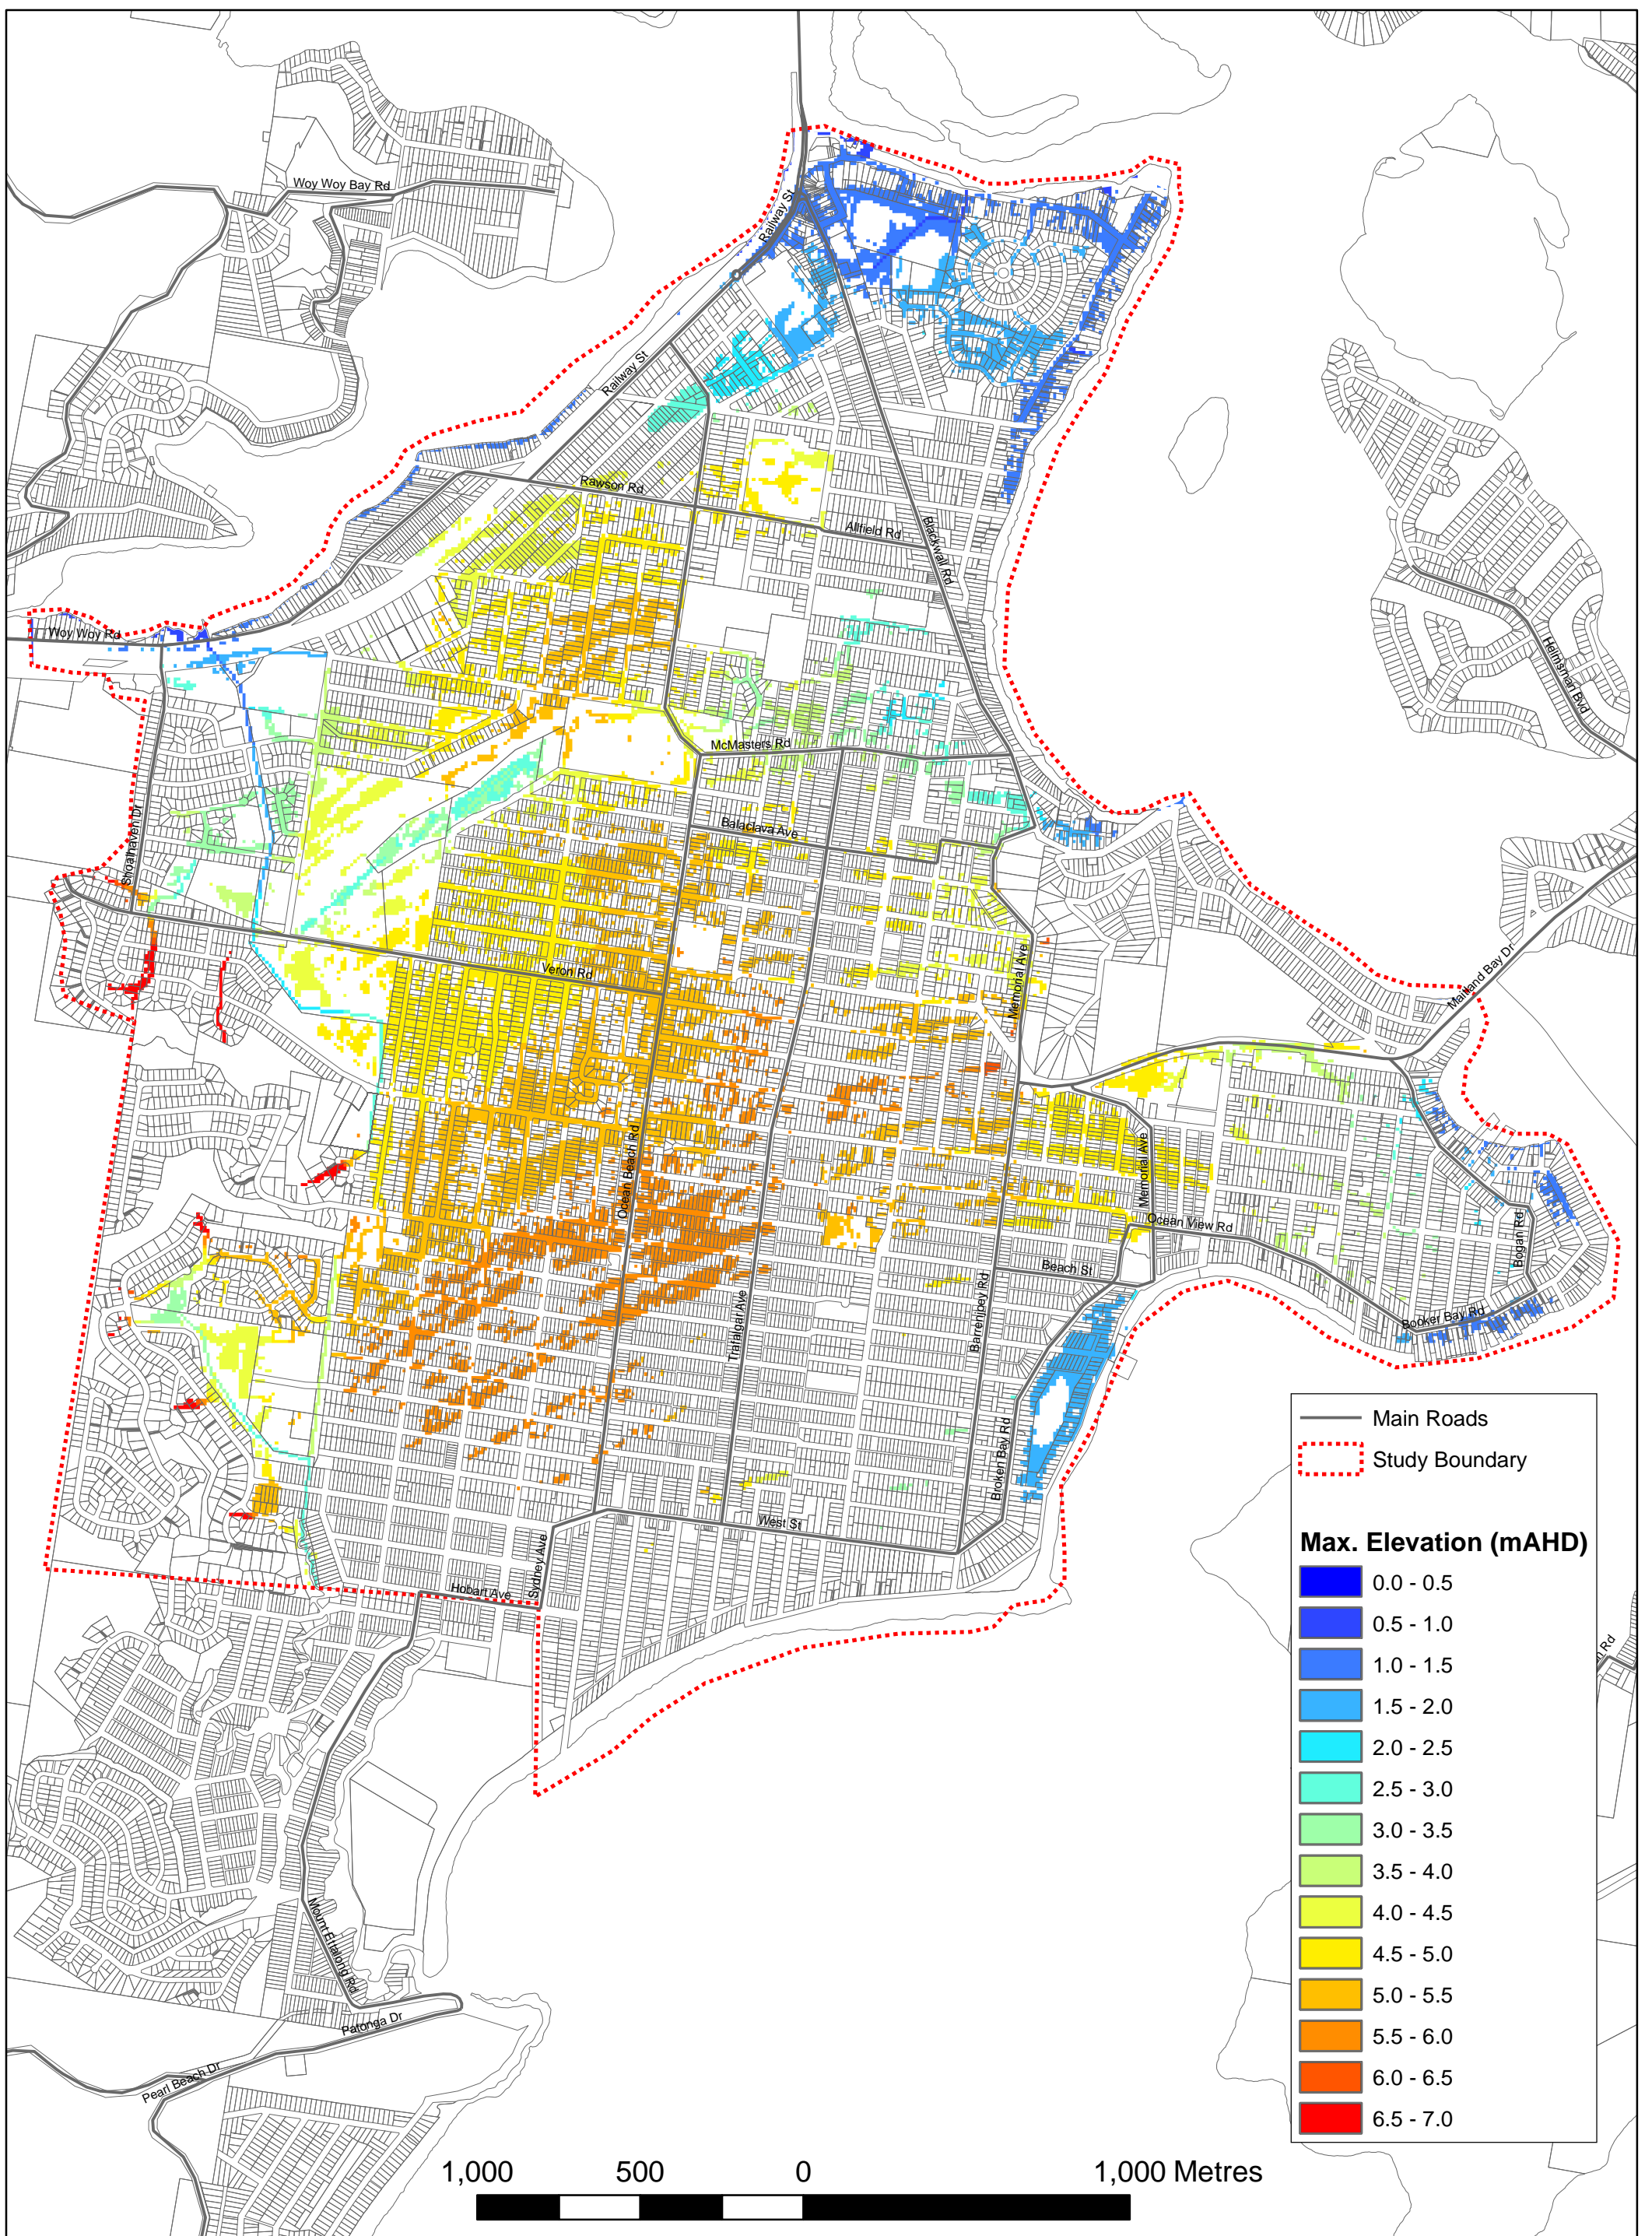 Woy Woy Bay Rd
Railway St
Railway St
Rawson Rd
Allfield Rd
Blackwall Rd
Woy Woy Rd
Helmsman Blvd
McMasters Rd
Balaclava Ave
Shoalhaven Dr
Veron Rd
Memorial Ave
Maitland Bay Dr
Ocean Beach Rd
Memorial Ave
Ocean View Rd
Bogan Rd
Beach St
Barrenjoey Rd
Trafalgar Ave
Booker Bay Rd
Broken Bay Rd
West St
Sydney Ave
Hobart Ave
Mount Ettalong Rd
Patonga Dr
Pearl Beach Dr
Rd
Main Roads
Study Boundary
Max. Elevation (mAHD)
0.0 - 0.5
0.5 - 1.0
1.0 - 1.5
1.5 - 2.0
2.0 - 2.5
2.5 - 3.0
3.0 - 3.5
3.5 - 4.0
4.0 - 4.5
4.5 - 5.0
5.0 - 5.5
5.5 - 6.0
6.0 - 6.5
6.5 - 7.0
1,000 500 0 1,000 Metres